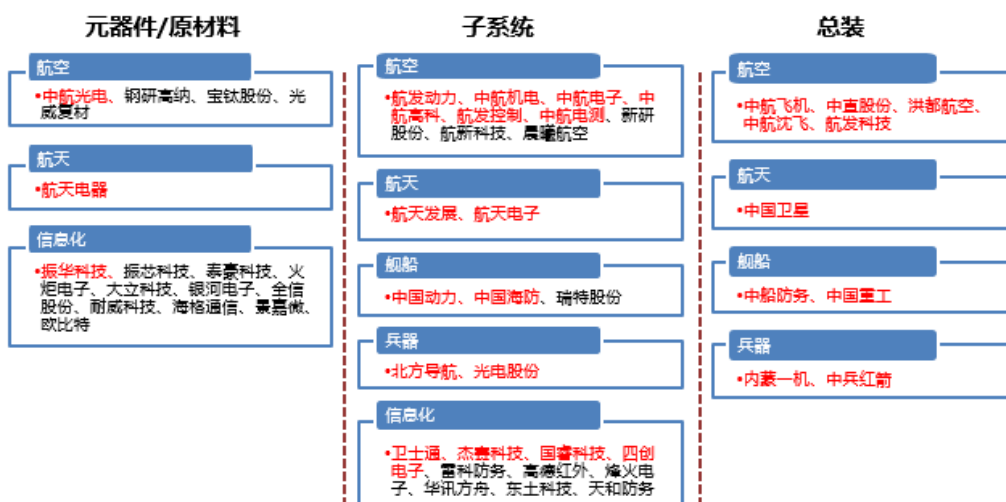 元器件/原材料
航空
•中航光电、钢研高纳、宝钛股份、光
威复材
航天
•航天电器
信息化
•振华科技、振芯科技、泰豪科技、火
炬电子、大立科技、银河电子、全信
股份、耐威科技、海格通信、景嘉微、
欧比特
子系统
航空
•航发动力、中航机电、中航电子、中
航高科、航发控制、中航电测、新研
股份、航新科技、晨曦航空
航天
•航天发展、航天电子
舰船
•中国动力、中国海防、瑞特股份
兵器
•北方导航、光电股份
信息化
•卫士通、杰赛科技、国睿科技、四创
电子、雷科防务、高德红外、烽火电
子、华讯方舟、东土科技、天和防务
总装
航空
•中航飞机、中直股份、洪都航空、
中航沈飞、航发科技
航天
•中国卫星
舰船
•中船防务、中国重工
兵器
•内蒙一机、中兵红箭